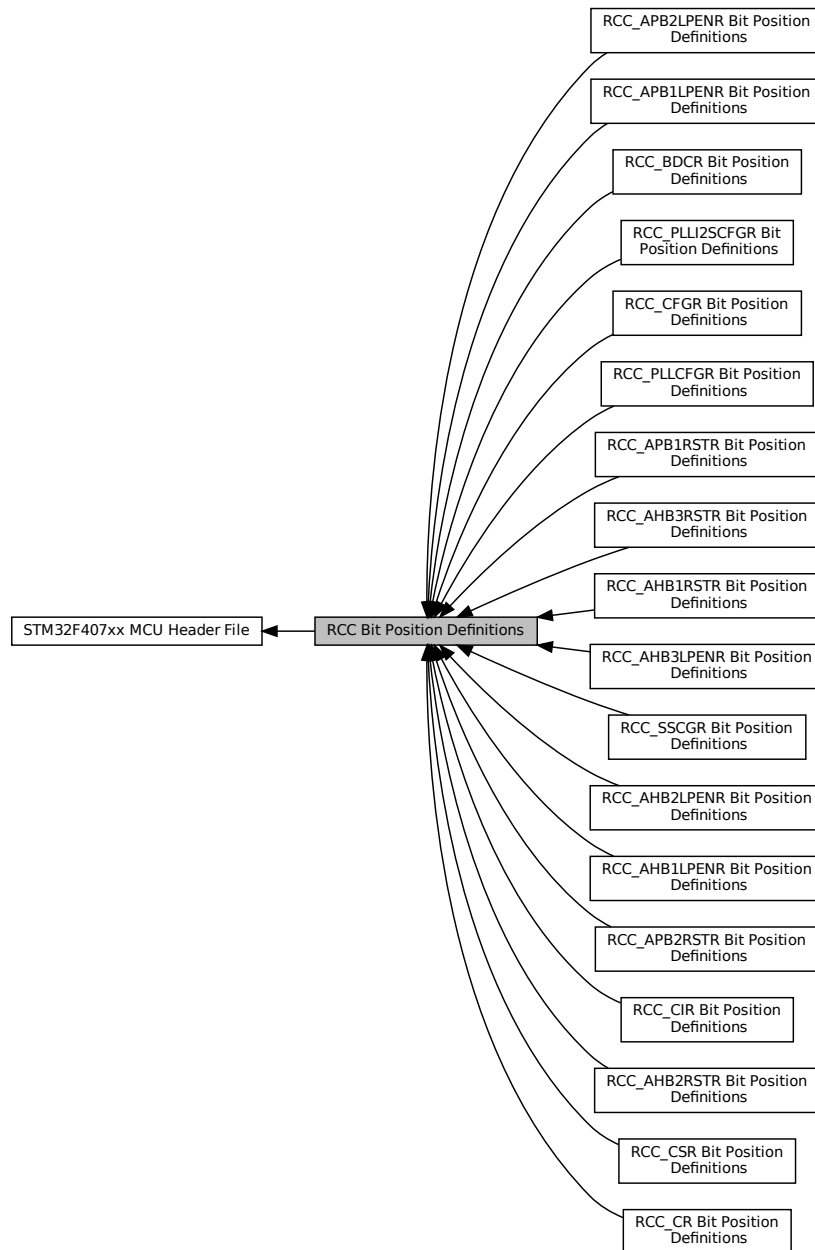 RCC_APB2LPENR Bit Position
Definitions
RCC_APB1LPENR Bit Position
Definitions
RCC_BDCR Bit Position
Definitions
RCC_PLLI2SCFGR Bit
Position Definitions
RCC_CFGR Bit Position
Definitions
RCC_PLLCFGR Bit Position
Definitions
RCC_APB1RSTR Bit Position
Definitions
RCC_AHB3RSTR Bit Position
Definitions
RCC_AHB1RSTR Bit Position
Definitions
STM32F407xx MCU Header File
RCC Bit Position Definitions
RCC_AHB3LPENR Bit Position
Definitions
RCC_SSCGR Bit Position
Definitions
RCC_AHB2LPENR Bit Position
Definitions
RCC_AHB1LPENR Bit Position
Definitions
RCC_APB2RSTR Bit Position
Definitions
RCC_CIR Bit Position
Definitions
RCC_AHB2RSTR Bit Position
Definitions
RCC_CSR Bit Position
Definitions
RCC_CR Bit Position
Definitions